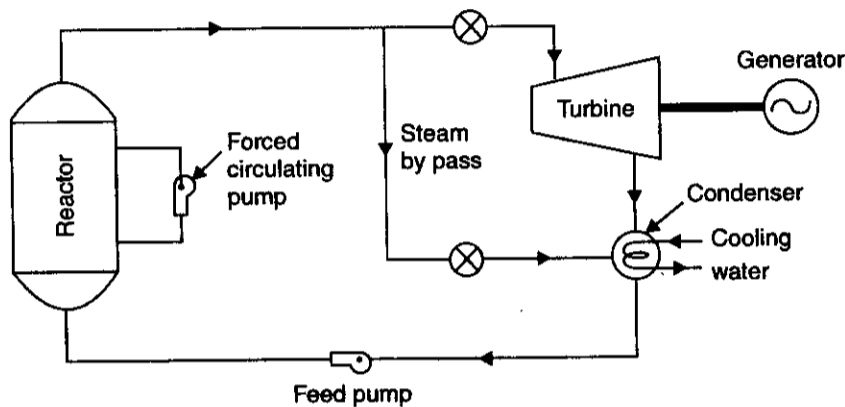 Generator
Turbine
Forced
circulating
pump
Steam
by pass
Reactor
Condenser
Cooling
water
Feed pump